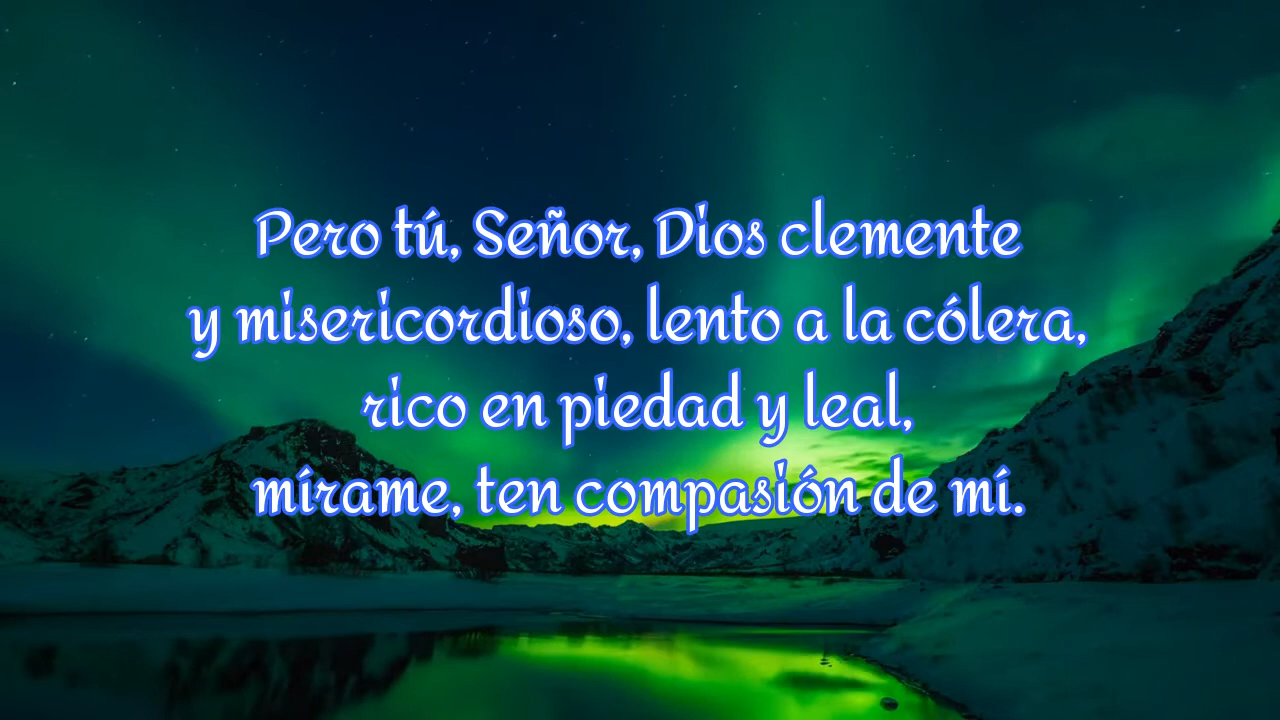 Pero tú, Señor, Dios clemente
y misericordioso, lento a la cólera,
rico en piedad y leal,
mírame, ten compasión de mí.